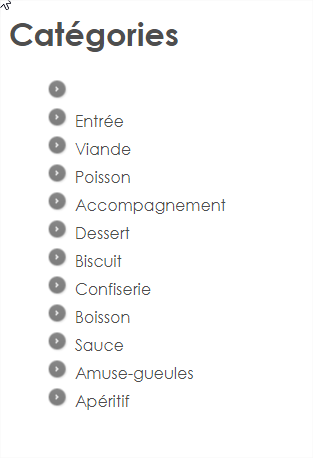 Catégories
Entrée
Viande
Poisson
Accompagnement
Dessert
Biscuit
Confiserie
Boisson
Sauce
Amuse-gueules
Apéritif